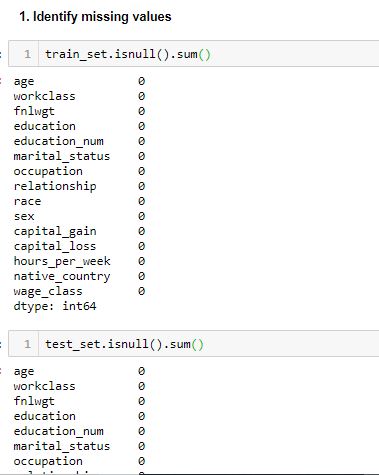 1. Identify missing values
1 train_set.isnull().sum()
age 0
workclass 0
fnlwgt 0
education 0
education_num 0
marital_status 0
occupation 0
relationship 0
race 0
sex 0
capital_gain 0
capital_loss 0
hours_per_week 0
native_country 0
wage_class 0
dtype: int64
1 test_set.isnull().sum()
age 0
workclass 0
fnlwgt 0
education 0
education_num 0
marital_status 0
occupation 0